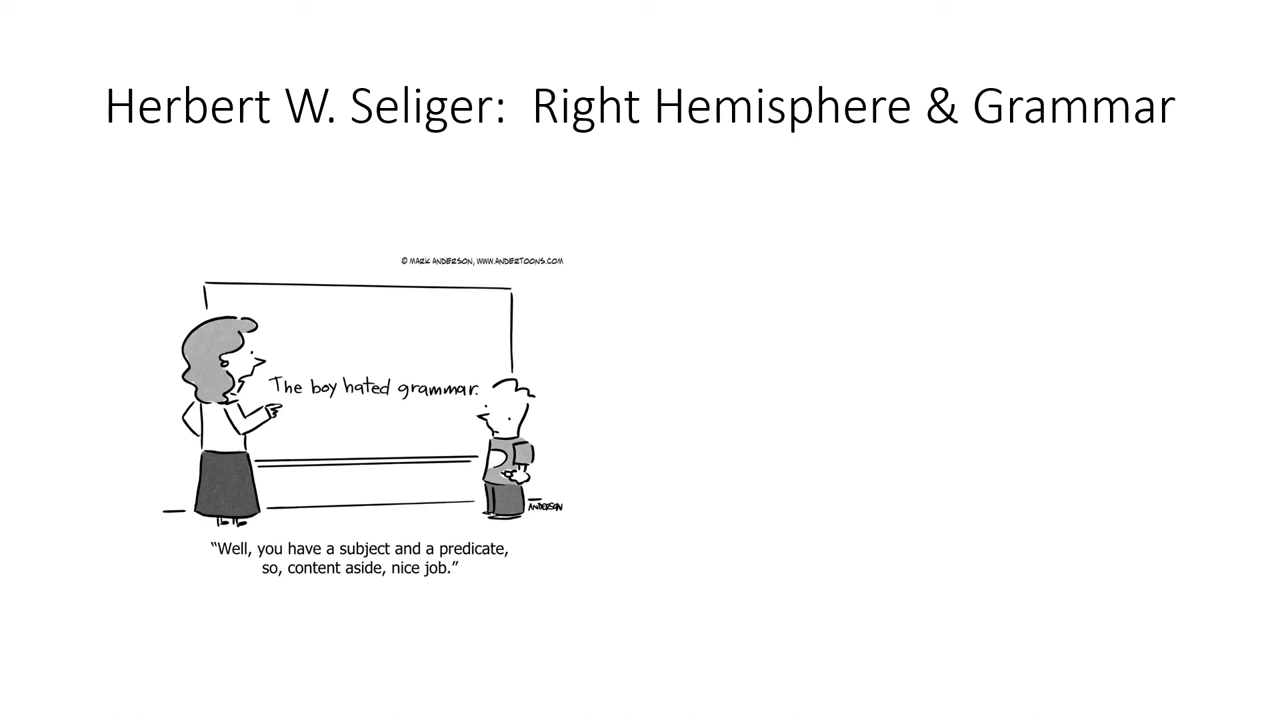 Herbert W. Seliger:  Right Hemisphere & Grammar
© MARK ANDERSON, WWW.ANDERTOONS.COM
The boy hated grammar.
ANDERSON
“Well, you have a subject and a predicate,
so, content aside, nice job.”